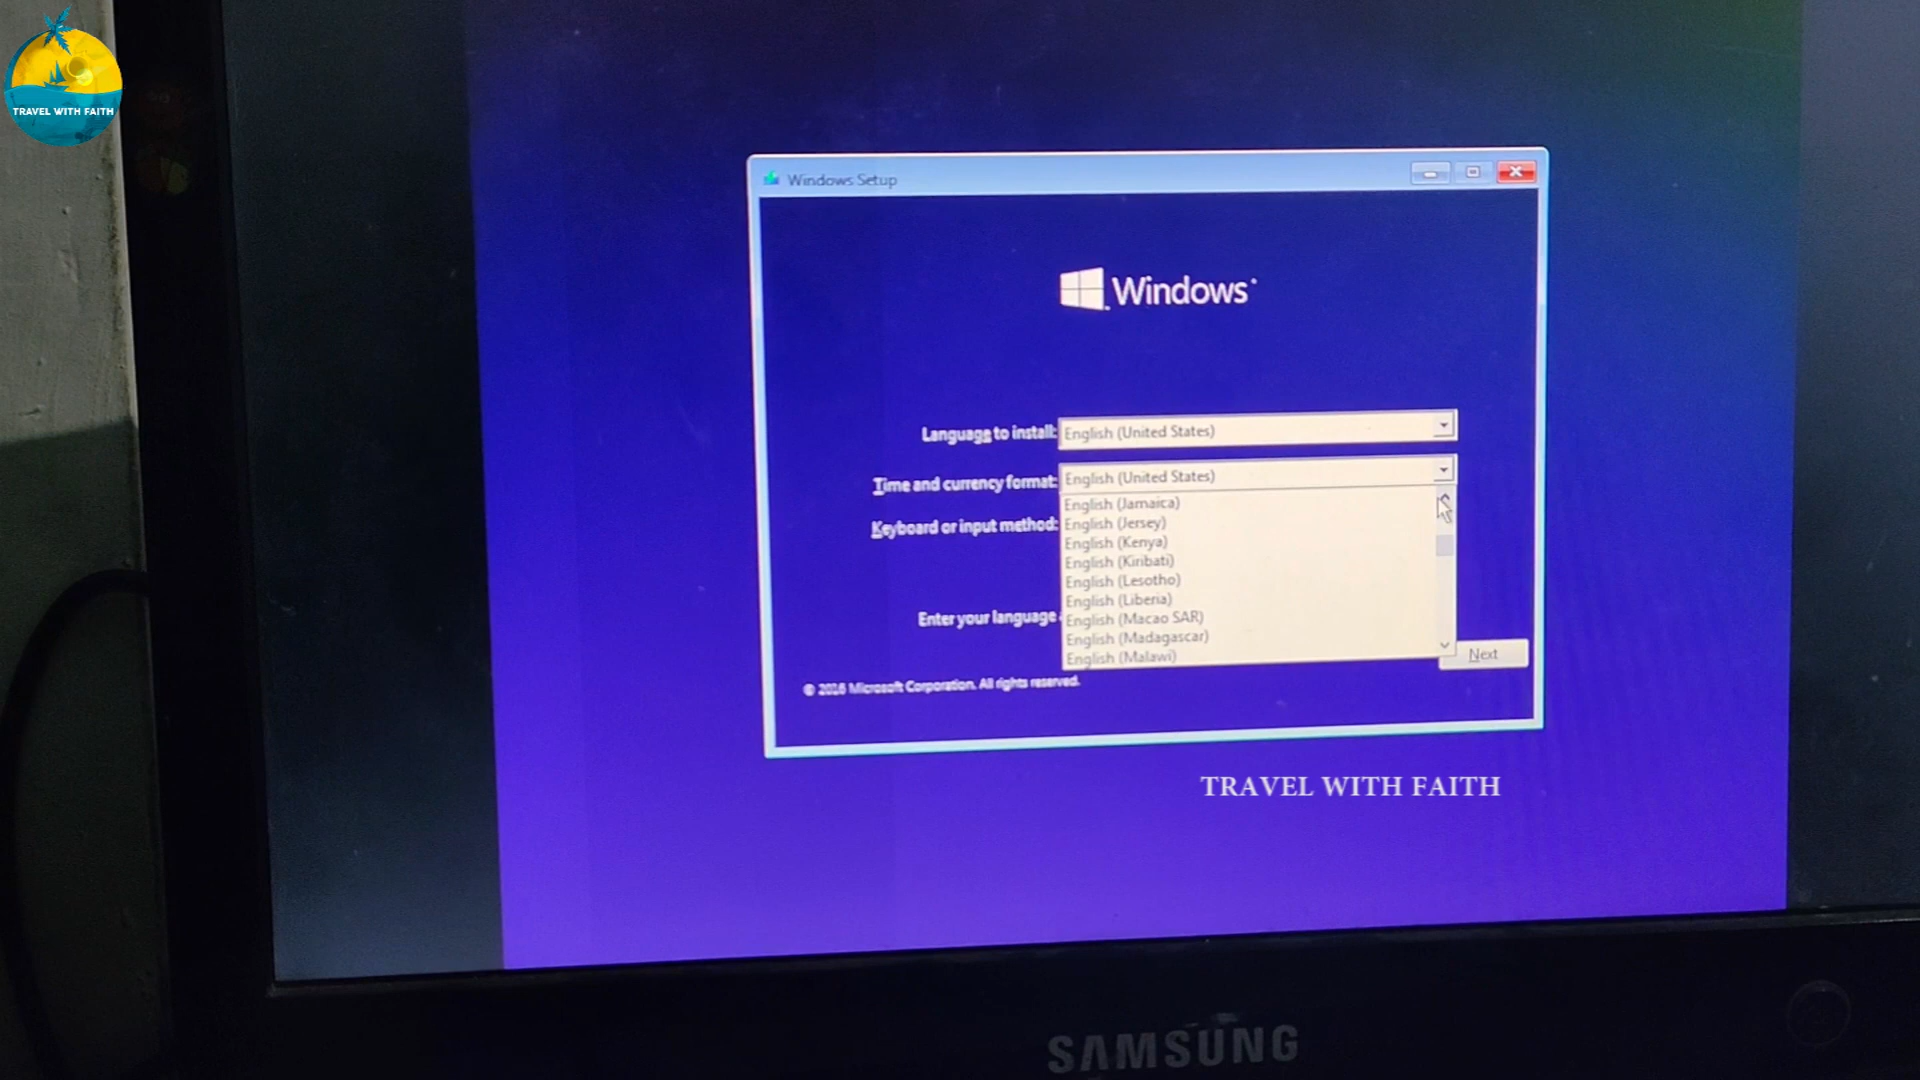 TRAVEL WITH FAITH
Windows Setup
Windows
Language to install: English (United States)
Time and currency format: English (United States)
English (Jamaica)
English (Jersey)
Keyboard or input method:
English (Kenya)
English (Kiribati)
English (Lesotho)
English (Liberia)
Enter your language
English (Macao SAR)
English (Madagascar)
English (Malawi)
Next
© 2016 Microsoft Corporation. All rights reserved.
TRAVEL WITH FAITH
SAMSUNG